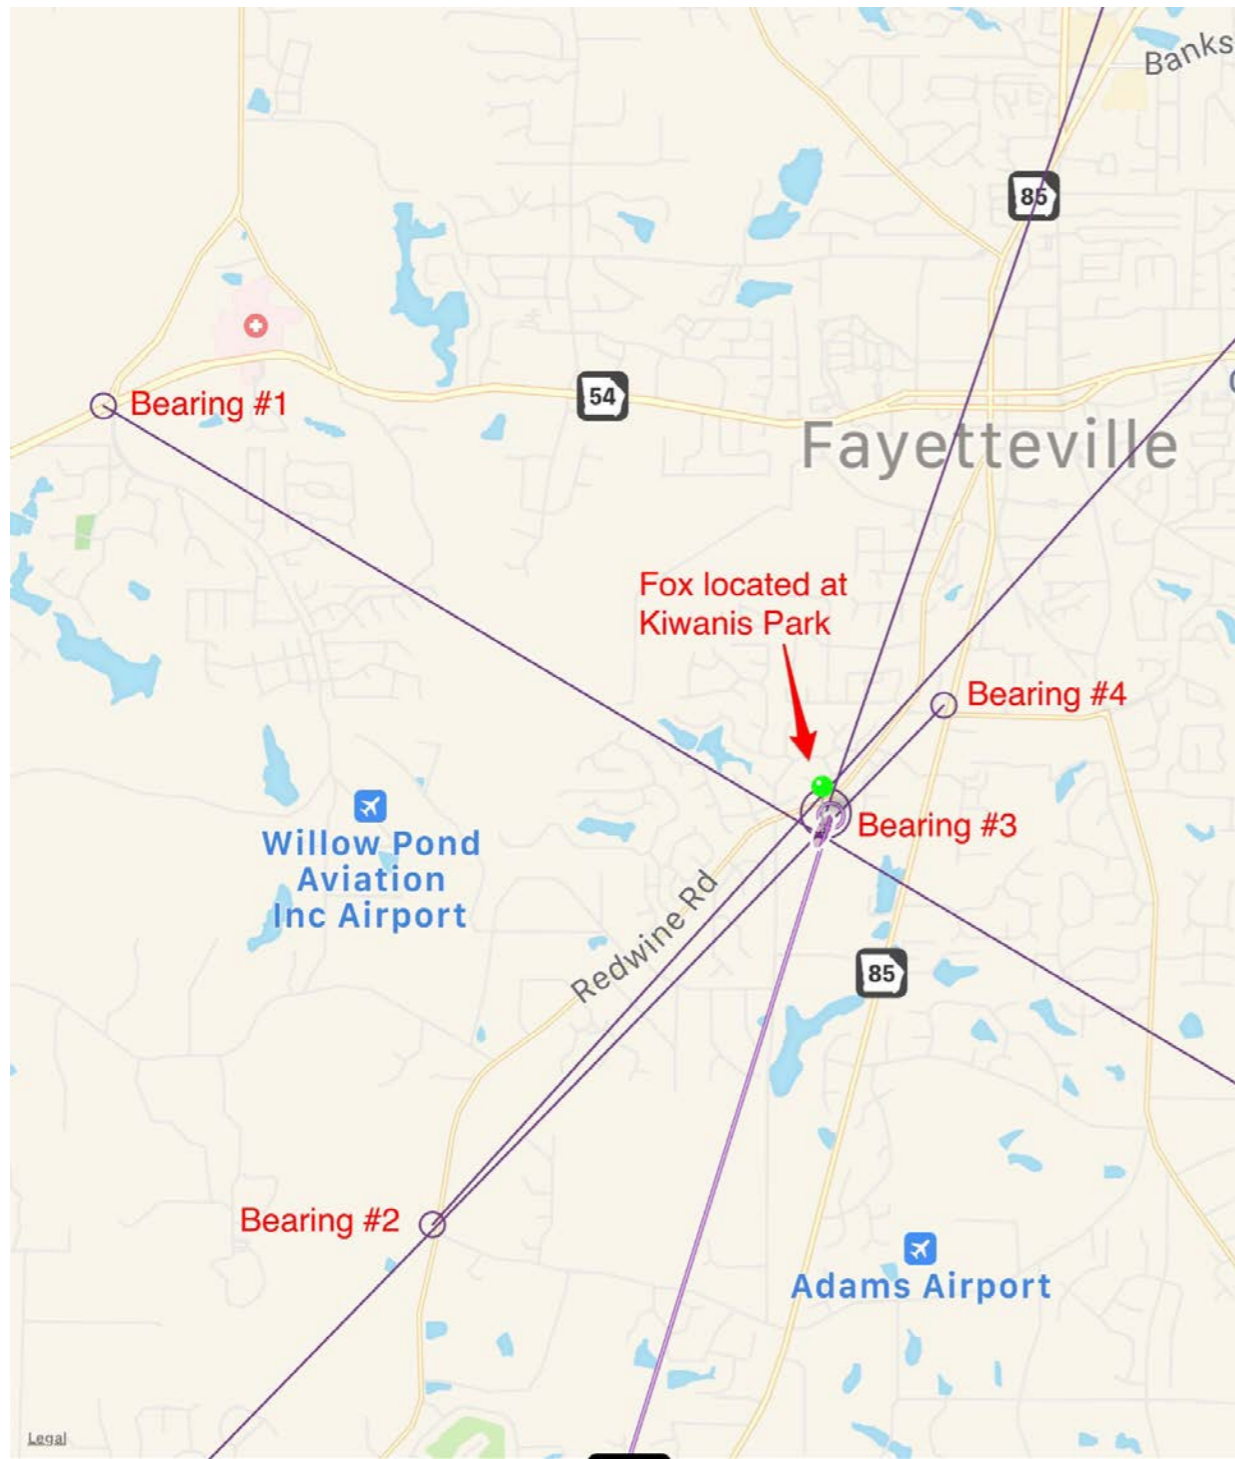 Banks
85
Bearing #1
54
Fayetteville
Fox located at
Kiwanis Park
Bearing #4
Willow Pond
Aviation
Inc Airport
Bearing #3
Redwine Rd
85
Bearing #2
Adams Airport
Legal